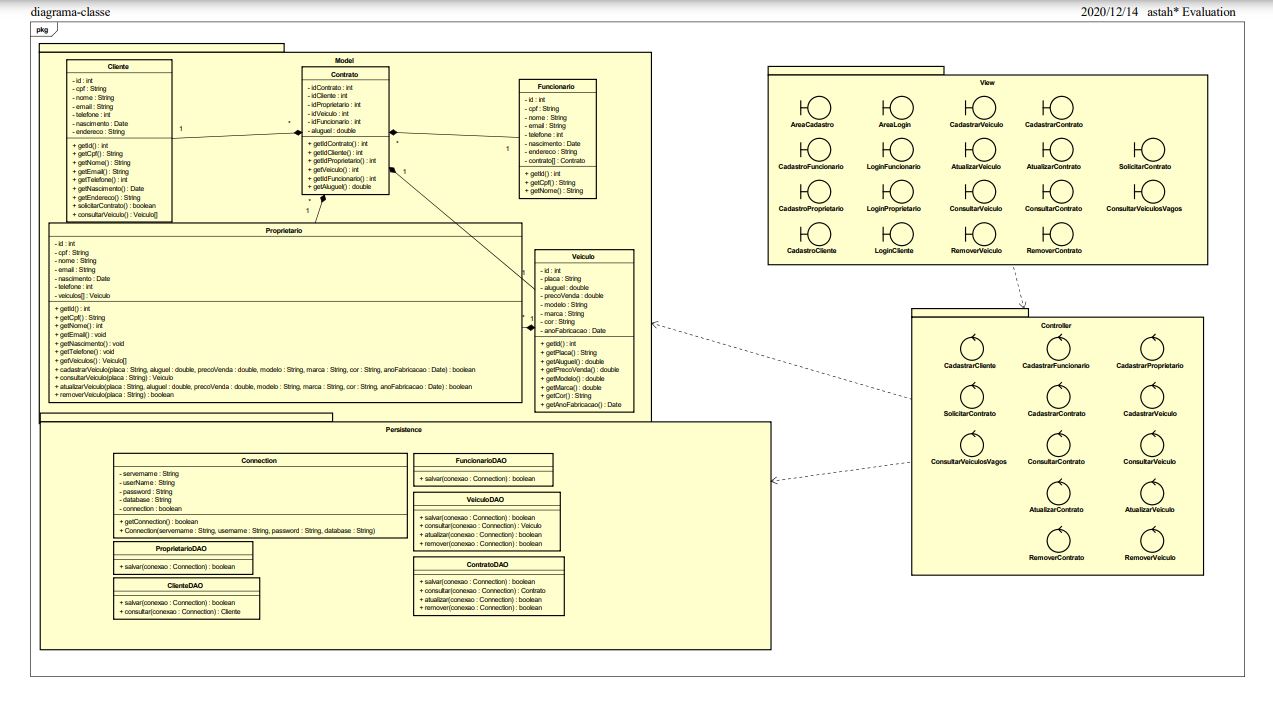 diagrama-classe
2020/12/14 astah* Evaluation
pkg
Model
Cliente
- id : int
- cpf : String
- nome : String
- email : String
- telefone : int
- nascimento : Date
- endereco : String
+ getId() : int
+ getCpf() : String
+ getNome() : String
+ getEmail() : String
+ getTelefone() : int
+ getNascimento() : Date
+ getEndereco() : String
+ solicitarContrato() : boolean
+ consultarVeiculo() : Veiculo[]
1
*
Contrato
- idContrato : int
- idCliente : int
- idProprietario : int
- idVeiculo : int
- idFuncionario : int
- aluguel : double
+ getIdContrato() : int
+ getIdCliente() : int
+ getIdProprietario() : int
+ getVeiculo() : int
+ getIdFuncionario() : int
+ getAluguel() : double
*
1
1
*
1
Funcionario
- id : int
- cpf : String
- nome : String
- email : String
- telefone : int
- nascimento : Date
- endereco : String
- contrato[] : Contrato
+ getId() : int
+ getCpf() : String
+ getNome() : String
Proprietario
- id : int
- cpf : String
- nome : String
- email : String
- nascimento : Date
- telefone : int
- veiculos[] : Veiculo
+ getId() : int
+ getCpf() : String
+ getNome() : int
+ getEmail() : void
+ getNascimento() : void
+ getTelefone() : void
+ getVeiculos() : Veiculo[]
+ cadastrarVeiculo(placa : String, aluguel : double, precoVenda : double, modelo : String, marca : String, cor : String, anoFabricacao : Date) : boolean
+ consultarVeiculo(placa : String) : Veiculo
+ atualizarVeiculo(placa : String, aluguel : double, precoVenda : double, modelo : String, marca : String, cor : String, anoFabricacao : Date) : boolean
+ removerVeiculo(placa : String) : boolean
1
*
1
Veiculo
- id : int
- placa : String
- aluguel : double
- precoVenda : double
- modelo : String
- marca : String
- cor : String
- anoFabricacao : Date
+ getId() : int
+ getPlaca() : String
+ getAluguel() : double
+ getPrecoVenda() : double
+ getModelo() : double
+ getMarca() : double
+ getCor() : String
+ getAnoFabricacao() : Date
Persistence
Connection
- servername : String
- userName : String
- password : String
- database : String
- connection : boolean
+ getConnection() : boolean
+ Connection(servername : String, username : String, password : String, database : String)
ProprietarioDAO
+ salvar(conexao : Connection) : boolean
ClienteDAO
+ salvar(conexao : Connection) : boolean
+ consultar(conexao : Connection) : Cliente
FuncionarioDAO
+ salvar(conexao : Connection) : boolean
VeiculoDAO
+ salvar(conexao : Connection) : boolean
+ consultar(conexao : Connection) : Veiculo
+ atualizar(conexao : Connection) : boolean
+ remover(conexao : Connection) : boolean
ContratoDAO
+ salvar(conexao : Connection) : boolean
+ consultar(conexao : Connection) : Contrato
+ atualizar(conexao : Connection) : boolean
+ remover(conexao : Connection) : boolean
View
AreaCadastro
AreaLogin
CadastrarVeiculo
CadastrarContrato
CadastroFuncionario
LoginFuncionario
AtualizarVeiculo
AtualizarContrato
SolicitarContrato
CadastroProprietario
LoginProprietario
ConsultarVeiculo
ConsultarContrato
ConsultarVeiculosVagos
CadastroCliente
LoginCliente
RemoverVeiculo
RemoverContrato
Controller
CadastrarCliente
CadastrarFuncionario
CadastrarProprietario
SolicitarContrato
CadastrarContrato
CadastrarVeiculo
ConsultarVeiculosVagos
ConsultarContrato
ConsultarVeiculo
AtualizarContrato
AtualizarVeiculo
RemoverContrato
RemoverVeiculo